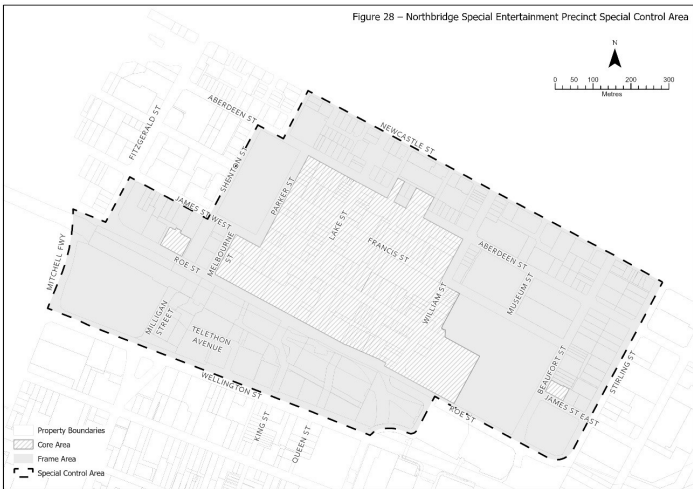 Figure 28 – Northbridge Special Entertainment Precinct Special Control Area
N
0 50 100 200 300
Metres
ABERDEEN ST
NEWCASTLE ST
FITZGERALD ST
SHENTON ST
PARKER ST
JAMES ST WEST
LAKE ST
FRANCIS ST
ABERDEEN ST
MELBOURNE
ST
ROE ST
MITCHELL FWY
WILLIAM ST
MUSEUM ST
MILLIGAN
STREET
TELETHON
AVENUE
BEAUFORT ST
STIRLING ST
WELLINGTON ST
JAMES ST EAST
ROE ST
KING ST
QUEEN ST
Property Boundaries
Core Area
Frame Area
Special Control Area